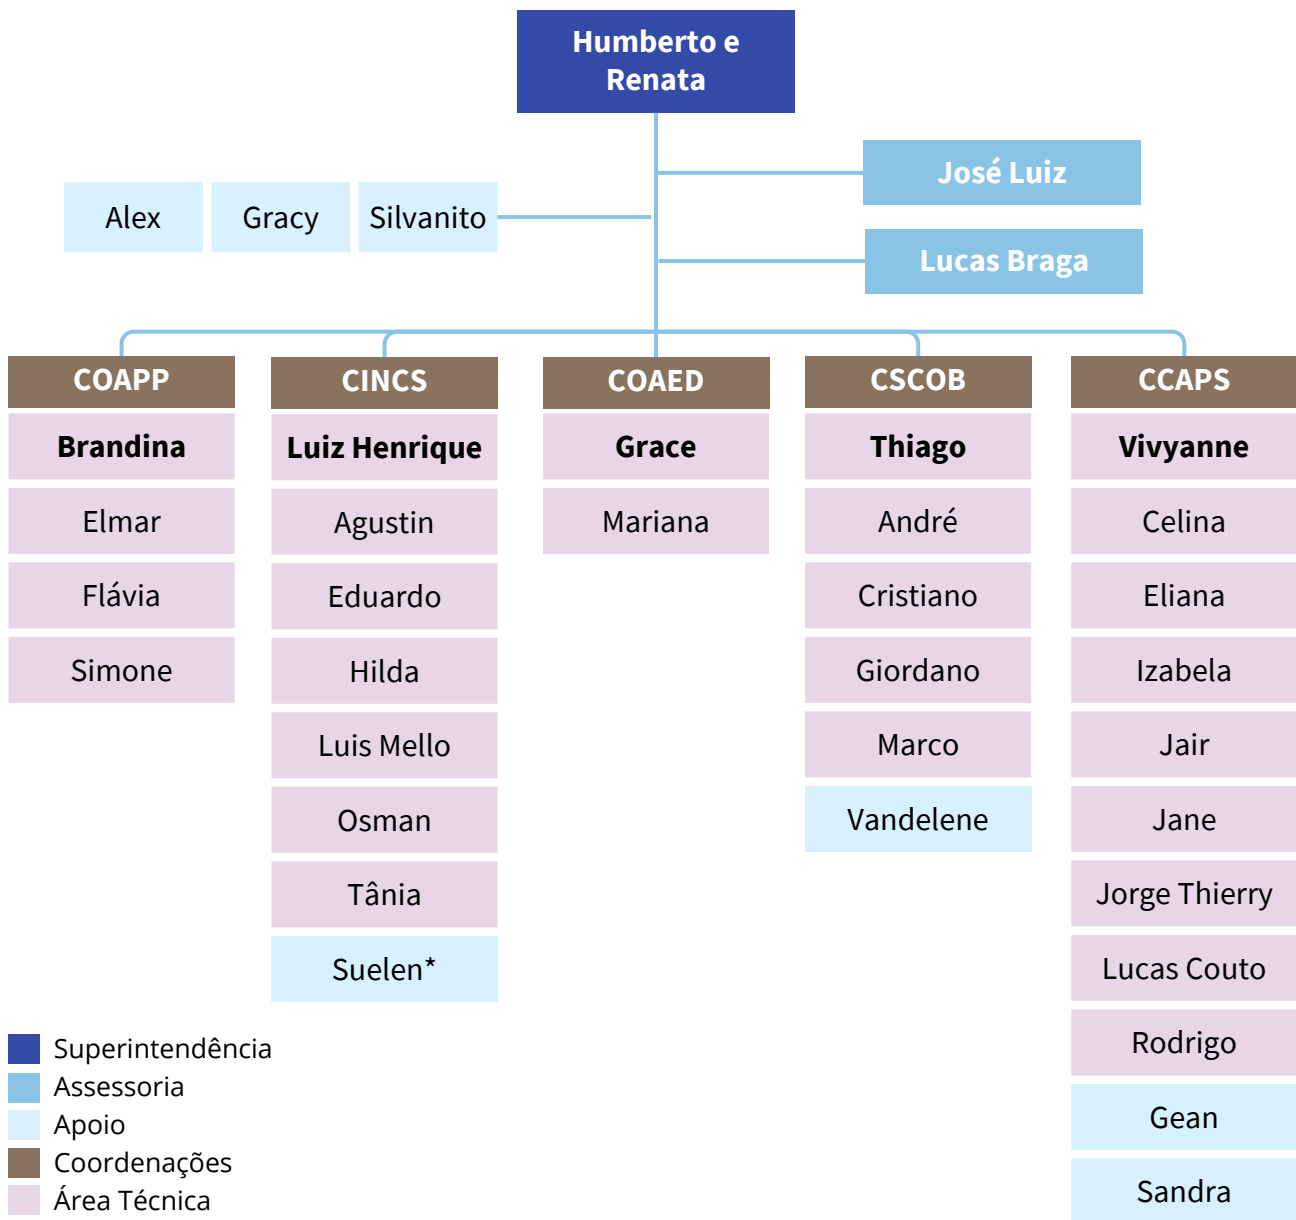 Humberto e
Renata
José Luiz
Alex
Gracy
Silvanito
Lucas Braga
COAPP
Brandina
Elmar
Flávia
Simone
CINCS
Luiz Henrique
Agustin
Eduardo
Hilda
Luis Mello
Osman
Tânia
Suelen*
COAED
Grace
Mariana
CSCOB
Thiago
André
Cristiano
Giordano
Marco
Vandelene
CCAPS
Vivyanne
Celina
Eliana
Izabela
Jair
Jane
Jorge Thierry
Lucas Couto
Rodrigo
Gean
Sandra
Superintendência
Assessoria
Apoio
Coordenações
Área Técnica